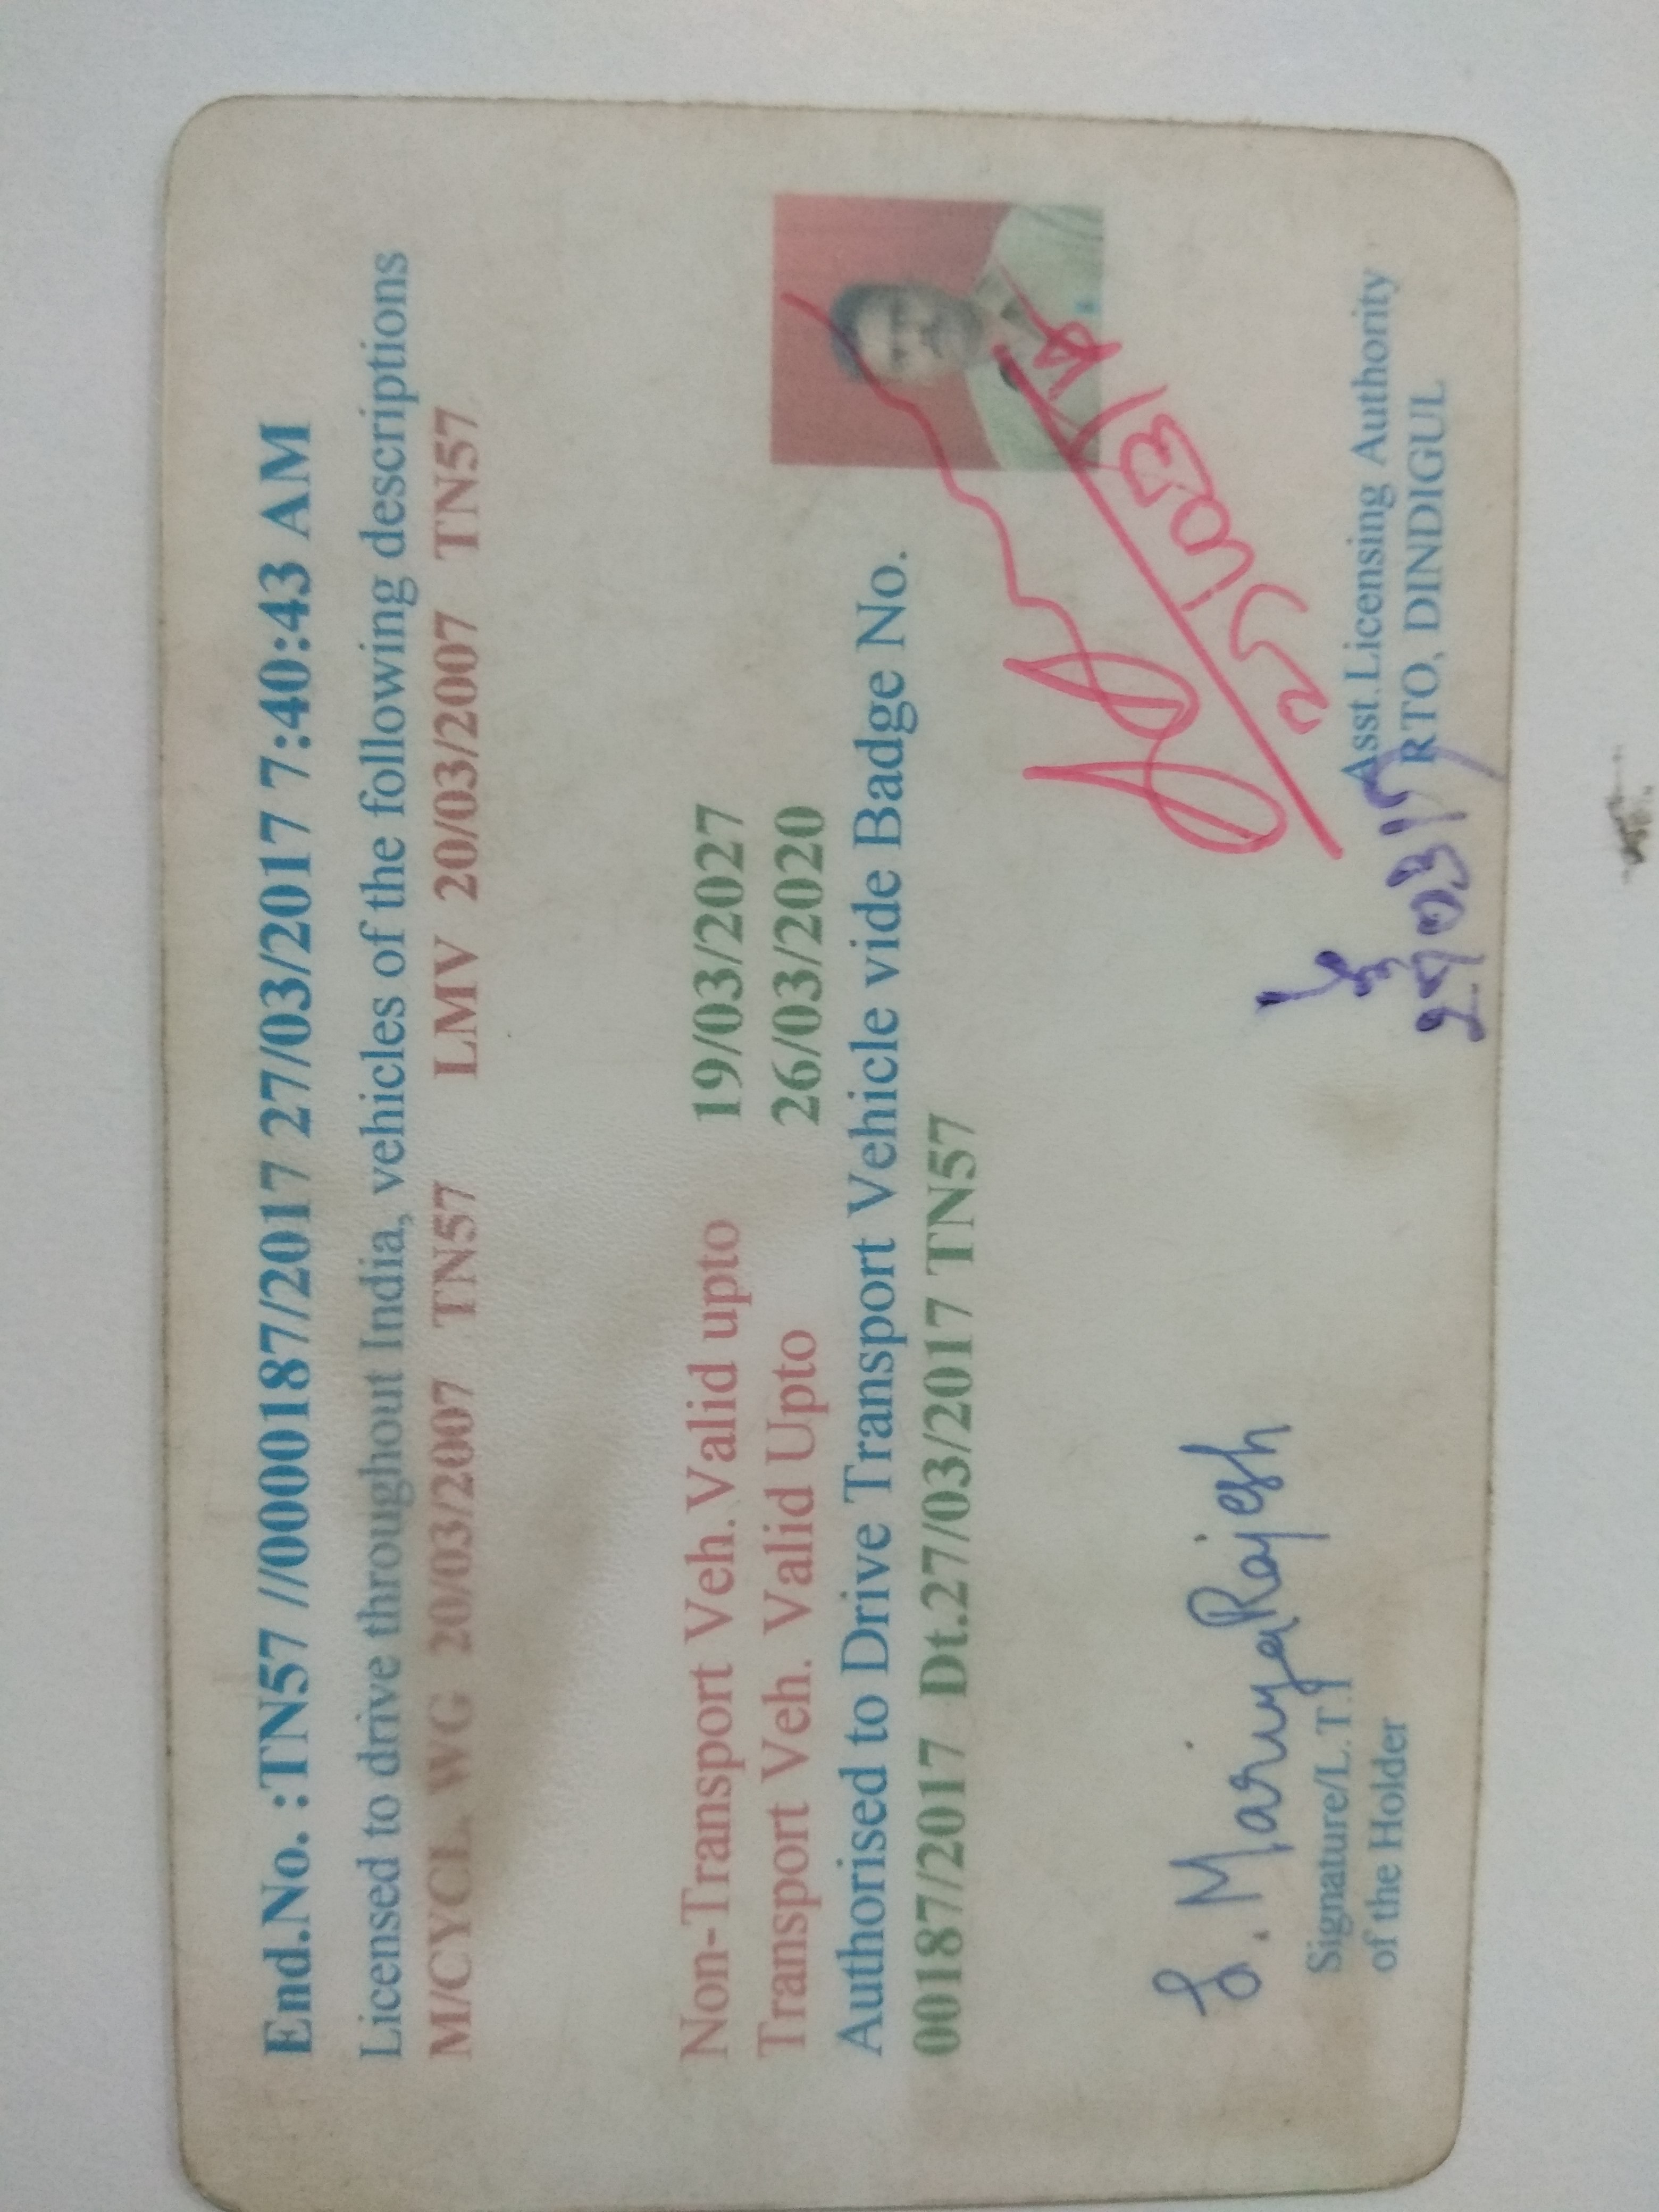 End.No. :TN57 //0000187/2017 27/03/2017 7:40:43 AM
Licensed to drive throughout India, vehicles of the following descriptions
M/CYCL. WG 20/03/2007 TN57 LMV 20/03/2007 TN57
Non-Transport Veh.Valid upto 19/03/2027
Transport Veh. Valid Upto 26/03/2020
Authorised to Drive Transport Vehicle vide Badge No.
00187/2017 Dt.27/03/2017 TN57
S. MariyaRajesh
Signature/L.T.I
of the Holder
27/03/17
Asst.Licensing Authority
RTO, DINDIGUL